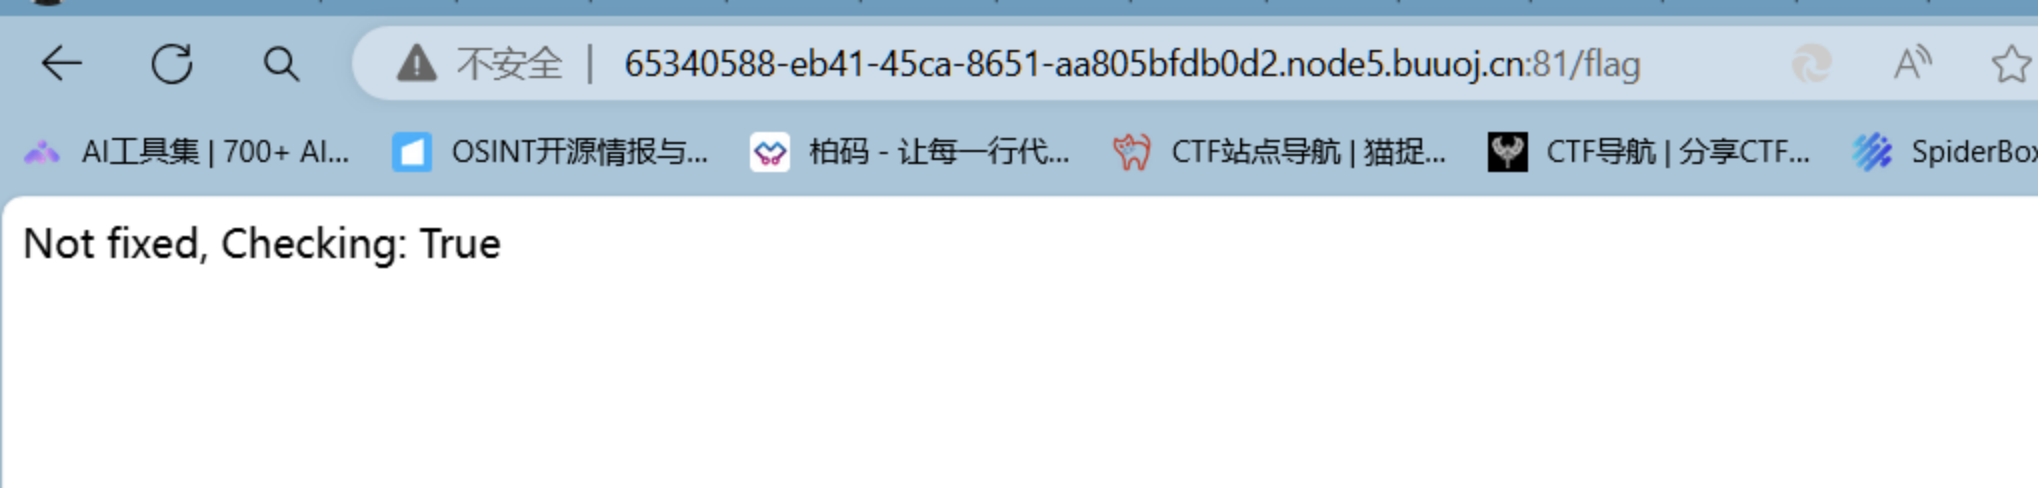 不安全 | 65340588-eb41-45ca-8651-aa805bfdb0d2.node5.buuoj.cn:81/flag
AI工具集 | 700+ AI... OSINT开源情报与... 柏码 - 让每一行代... CTF站点导航 | 猫捉... CTF导航 | 分享CTF... SpiderBox
Not fixed, Checking: True